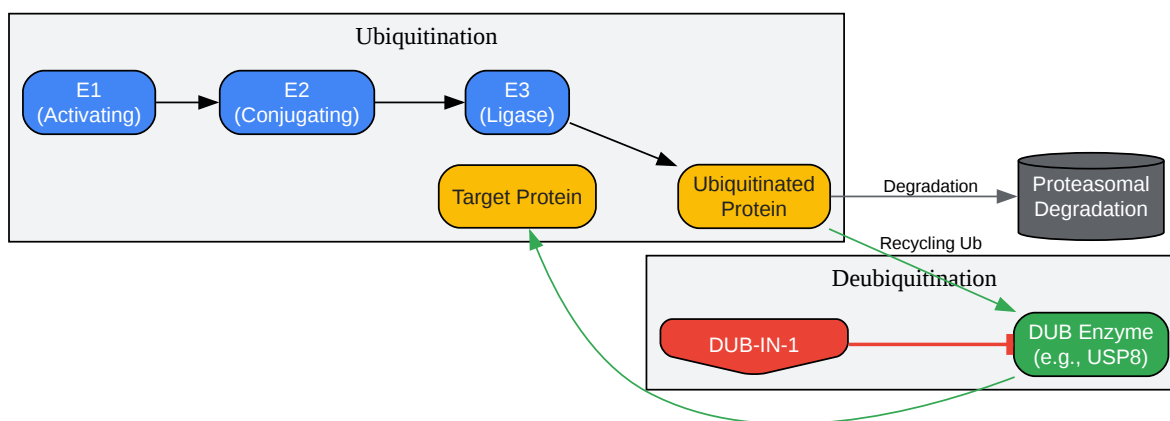 Ubiquitination
E1
(Activating)
E2
(Conjugating)
E3
(Ligase)
Target Protein
Ubiquitinated
Protein
Degradation
Proteasomal
Degradation
Recycling Ub
Deubiquitination
DUB-IN-1
DUB Enzyme
(e.g., USP8)